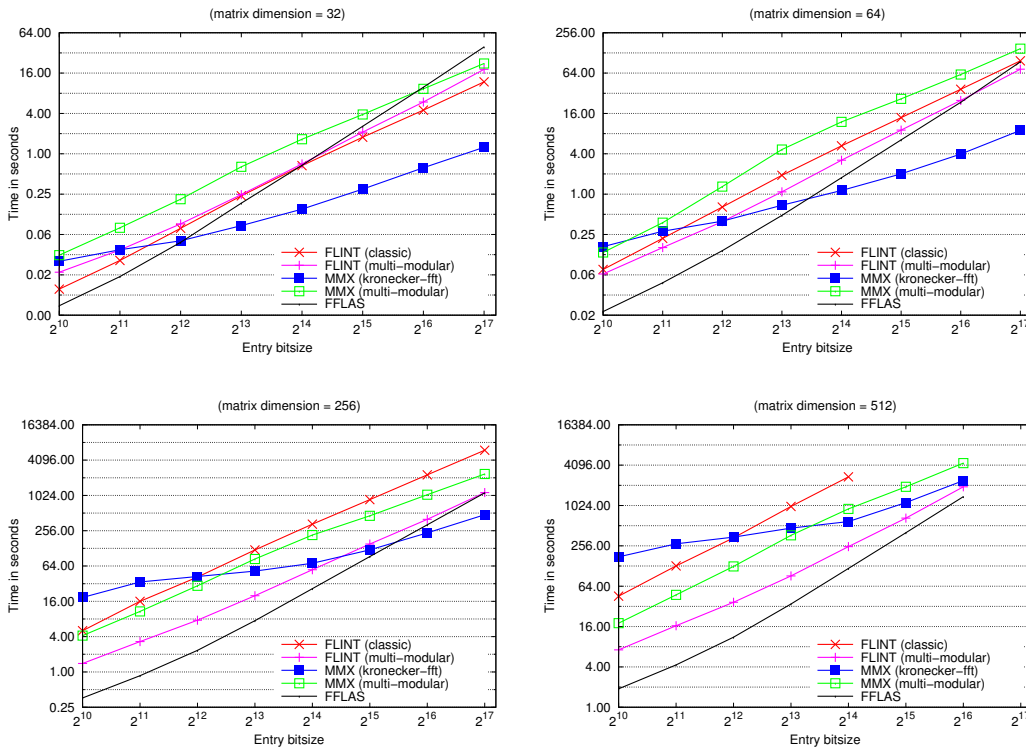 (matrix dimension = 32)
64.00
16.00
4.00
1.00
0.25
0.06
0.02
0.00
Time in seconds
FLINT (classic)
FLINT (multi-modular)
MMX (kronecker-fft)
MMX (multi-modular)
FFLAS
2^10 2^11 2^12 2^13 2^14 2^15 2^16 2^17
Entry bitsize
(matrix dimension = 64)
256.00
64.00
16.00
4.00
1.00
0.25
0.06
0.02
Time in seconds
FLINT (classic)
FLINT (multi-modular)
MMX (kronecker-fft)
MMX (multi-modular)
FFLAS
2^10 2^11 2^12 2^13 2^14 2^15 2^16 2^17
Entry bitsize
(matrix dimension = 256)
16384.00
4096.00
1024.00
256.00
64.00
16.00
4.00
1.00
0.25
Time in seconds
FLINT (classic)
FLINT (multi-modular)
MMX (kronecker-fft)
MMX (multi-modular)
FFLAS
2^10 2^11 2^12 2^13 2^14 2^15 2^16 2^17
Entry bitsize
(matrix dimension = 512)
16384.00
4096.00
1024.00
256.00
64.00
16.00
4.00
1.00
Time in seconds
FLINT (classic)
FLINT (multi-modular)
MMX (kronecker-fft)
MMX (multi-modular)
FFLAS
2^10 2^11 2^12 2^13 2^14 2^15 2^16 2^17
Entry bitsize